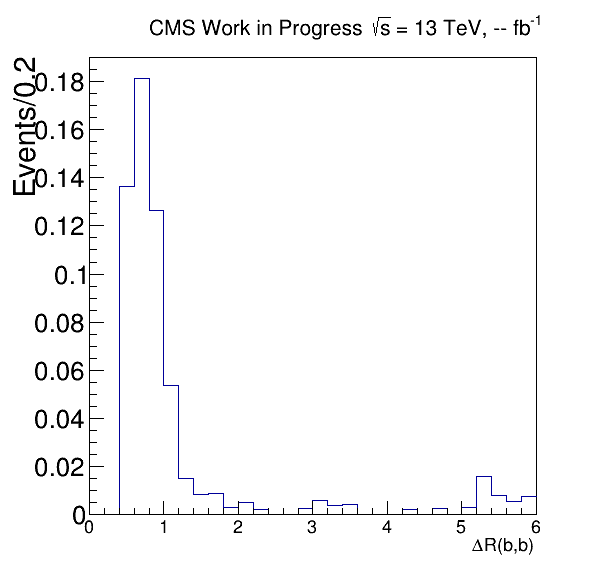 CMS Work in Progress √s = 13 TeV, -- fb⁻¹
Events/0.2
0.18
0.16
0.14
0.12
0.1
0.08
0.06
0.04
0.02
0
0 1 2 3 4 5 6
ΔR(b,b)